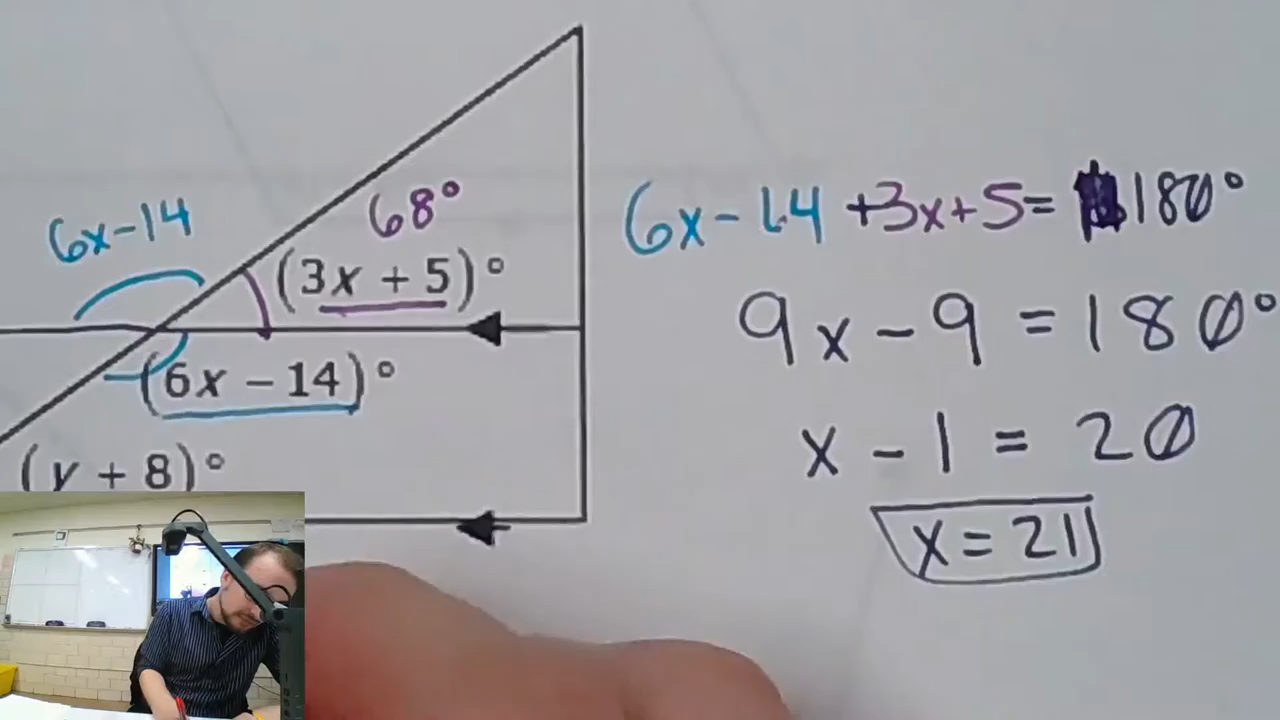 68°
6x-14
(3x + 5)°
(6x - 14)°
(y + 8)°
6x-14 +3x+5= 180°
9x-9 = 180°
x-1 = 20
x=21